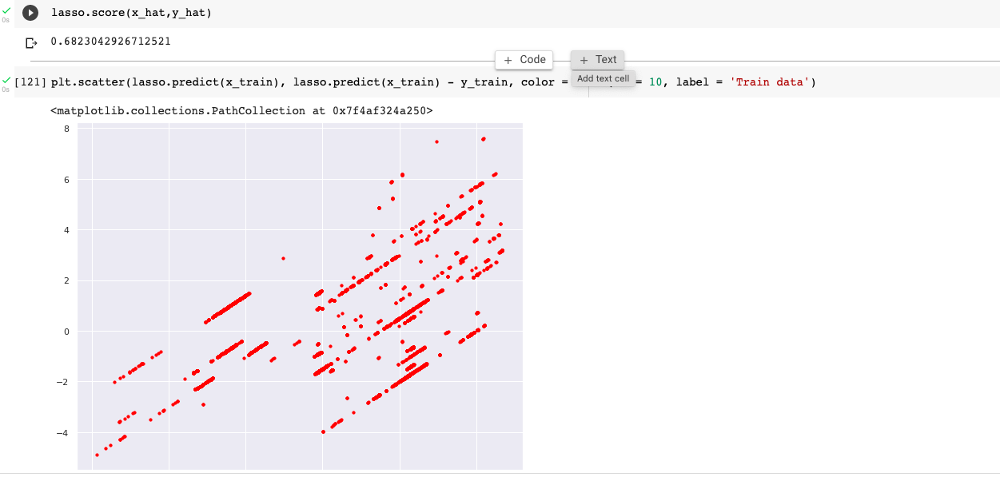 lasso.score(x_hat,y_hat)
0s
0.6823042926712521
+ Code
+ Text
Add text cell
[121] plt.scatter(lasso.predict(x_train), lasso.predict(x_train) - y_train, color = = 10, label = 'Train data')
0s
<matplotlib.collections.PathCollection at 0x7f4af324a250>
8
6
4
2
0
−2
−4